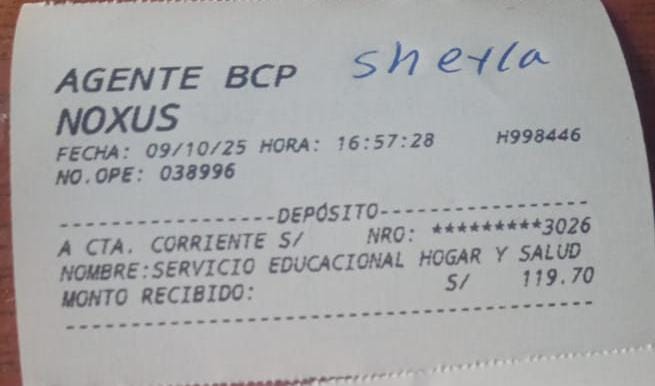 AGENTE BCP sheyla
NOXUS
FECHA: 09/10/25 HORA: 16:57:28 H998446
NO.OPE: 038996
-----------------DEPÓSITO-----------------
A CTA. CORRIENTE S/ NRO: *********3026
NOMBRE:SERVICIO EDUCACIONAL HOGAR Y SALUD
MONTO RECIBIDO: S/ 119.70
------------------------------------------